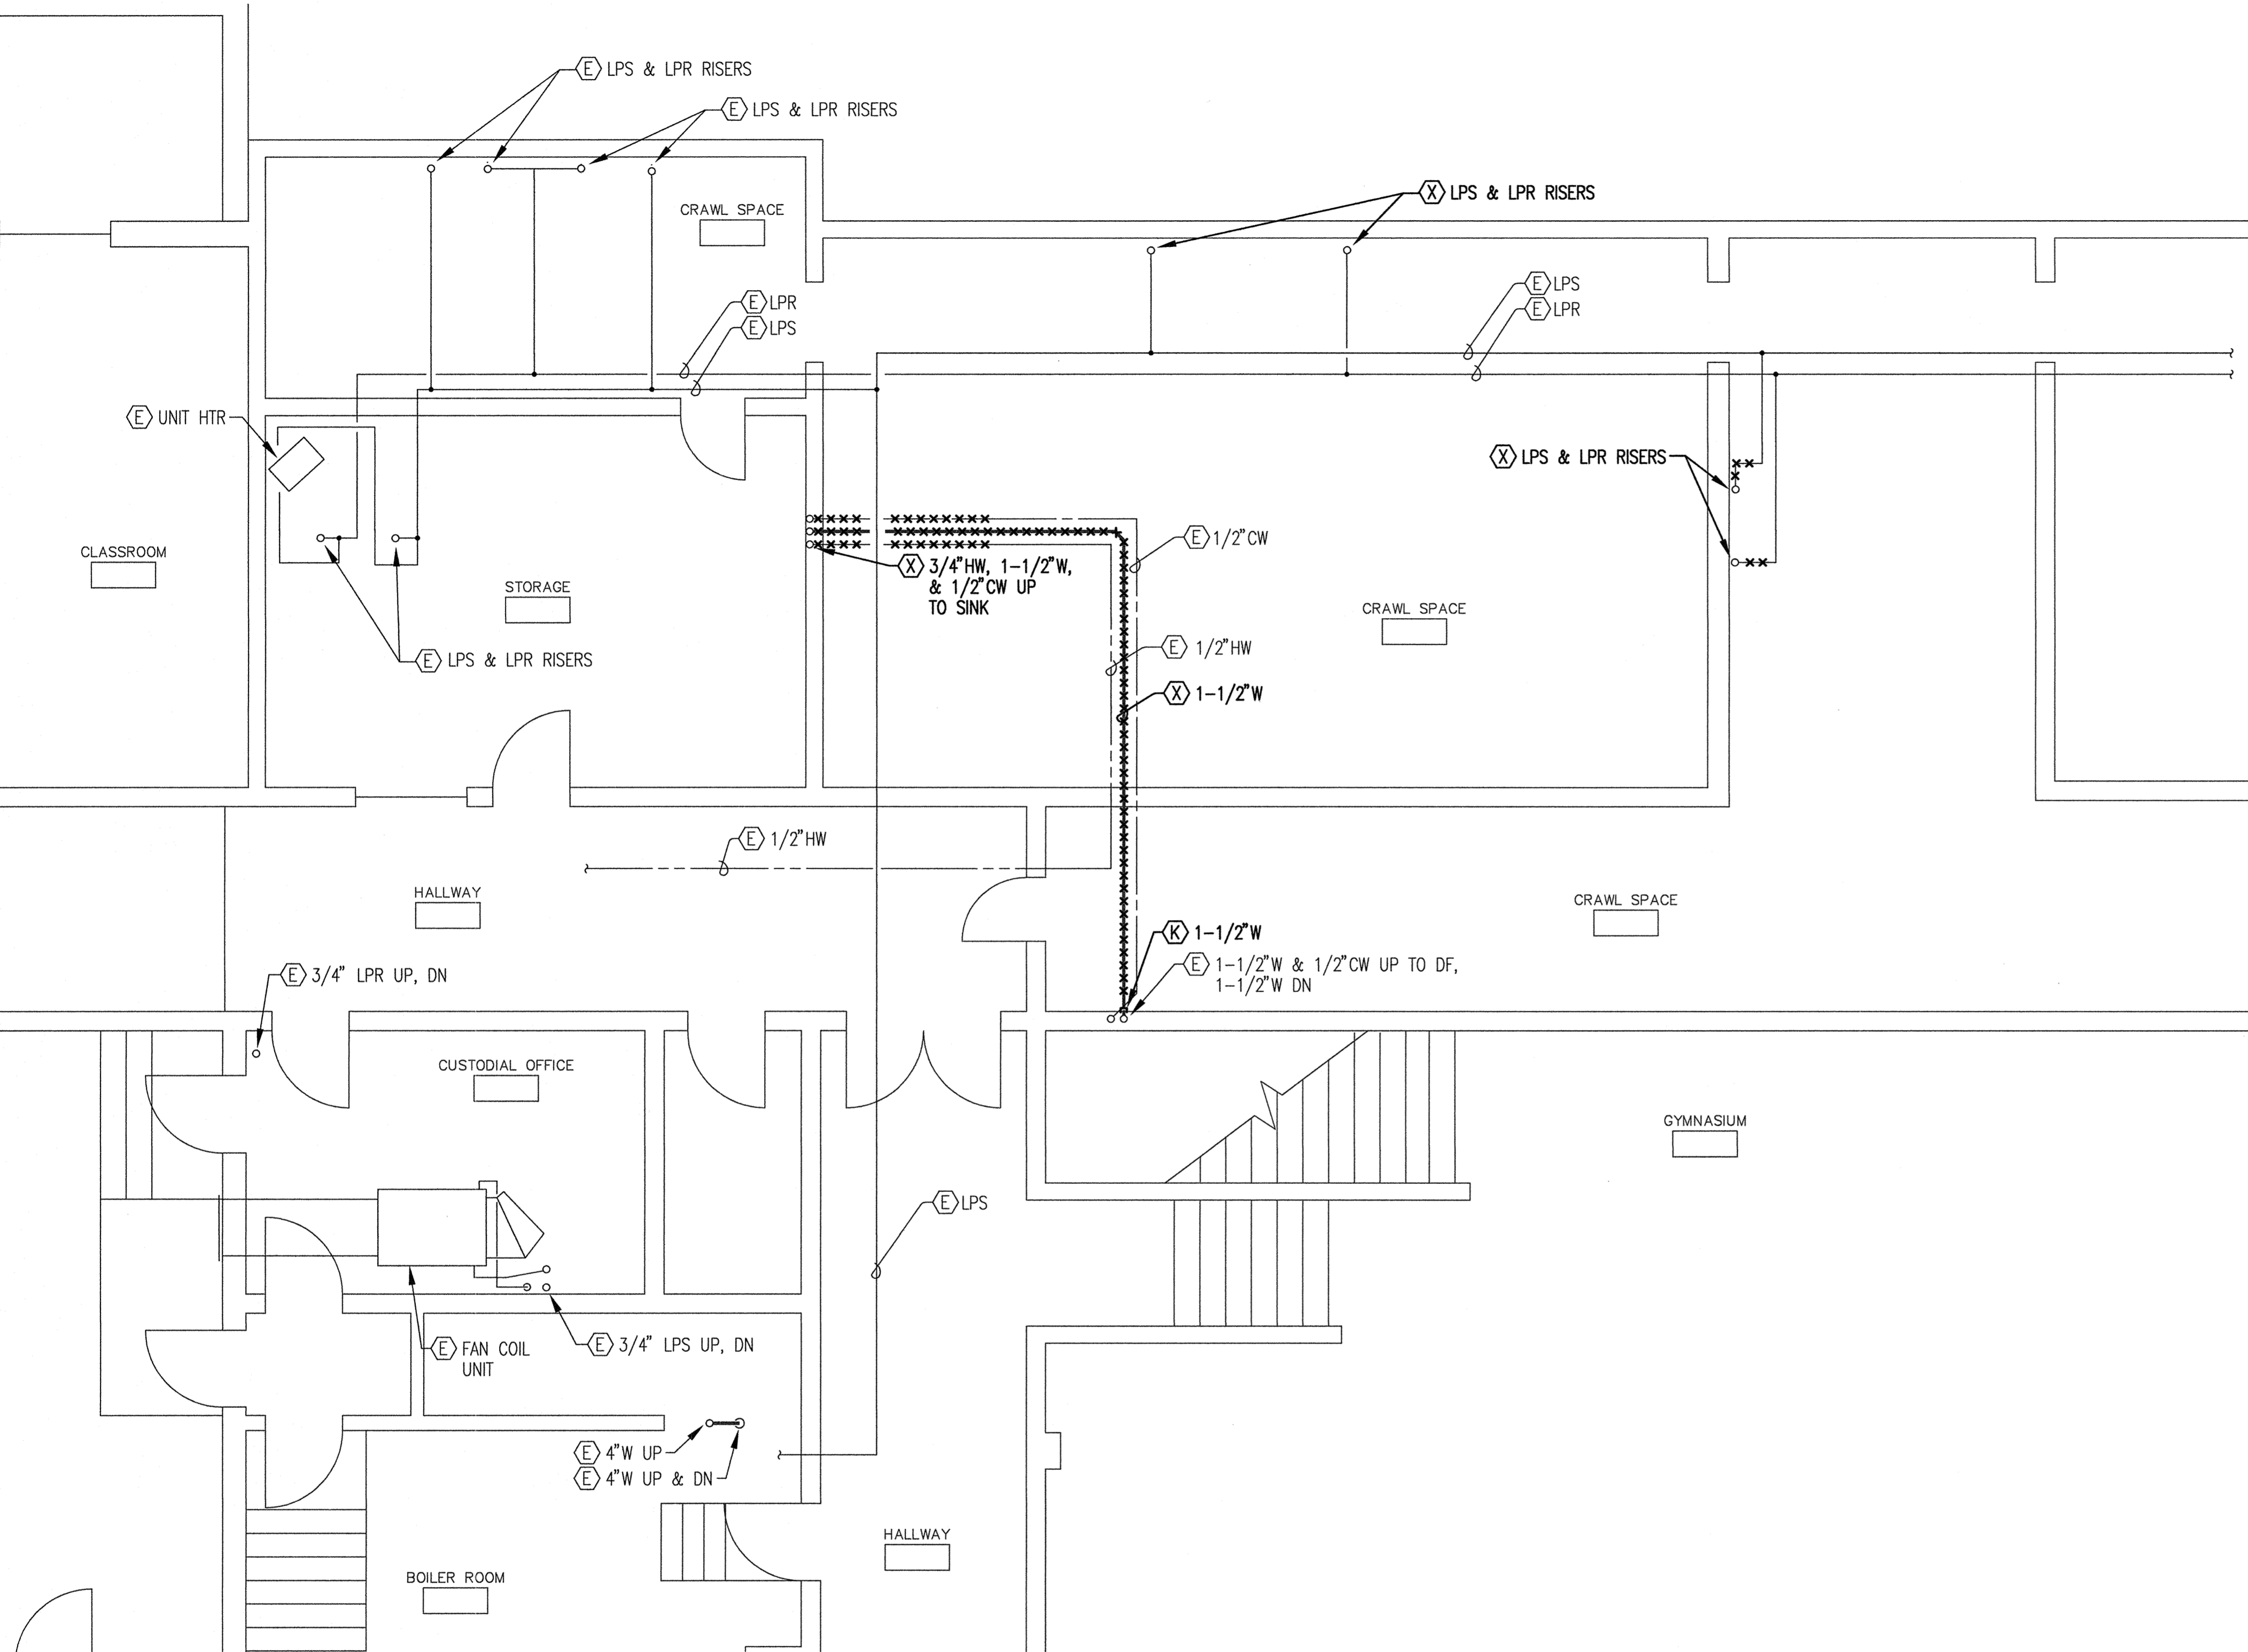 E LPS & LPR RISERS
E LPS & LPR RISERS
X LPS & LPR RISERS
CRAWL SPACE
E LPR
E LPS
E LPS
E LPR
E UNIT HTR
X LPS & LPR RISERS
CLASSROOM
STORAGE
E LPS & LPR RISERS
X 3/4"HW, 1-1/2"W,
& 1/2"CW UP
TO SINK
E 1/2"CW
E 1/2"HW
X 1-1/2"W
CRAWL SPACE
E 1/2"HW
HALLWAY
CRAWL SPACE
K 1-1/2"W
E 1-1/2"W & 1/2"CW UP TO DF,
1-1/2"W DN
E 3/4" LPR UP, DN
CUSTODIAL OFFICE
GYMNASIUM
E LPS
E FAN COIL
UNIT
E 3/4" LPS UP, DN
E 4"W UP
E 4"W UP & DN
HALLWAY
BOILER ROOM